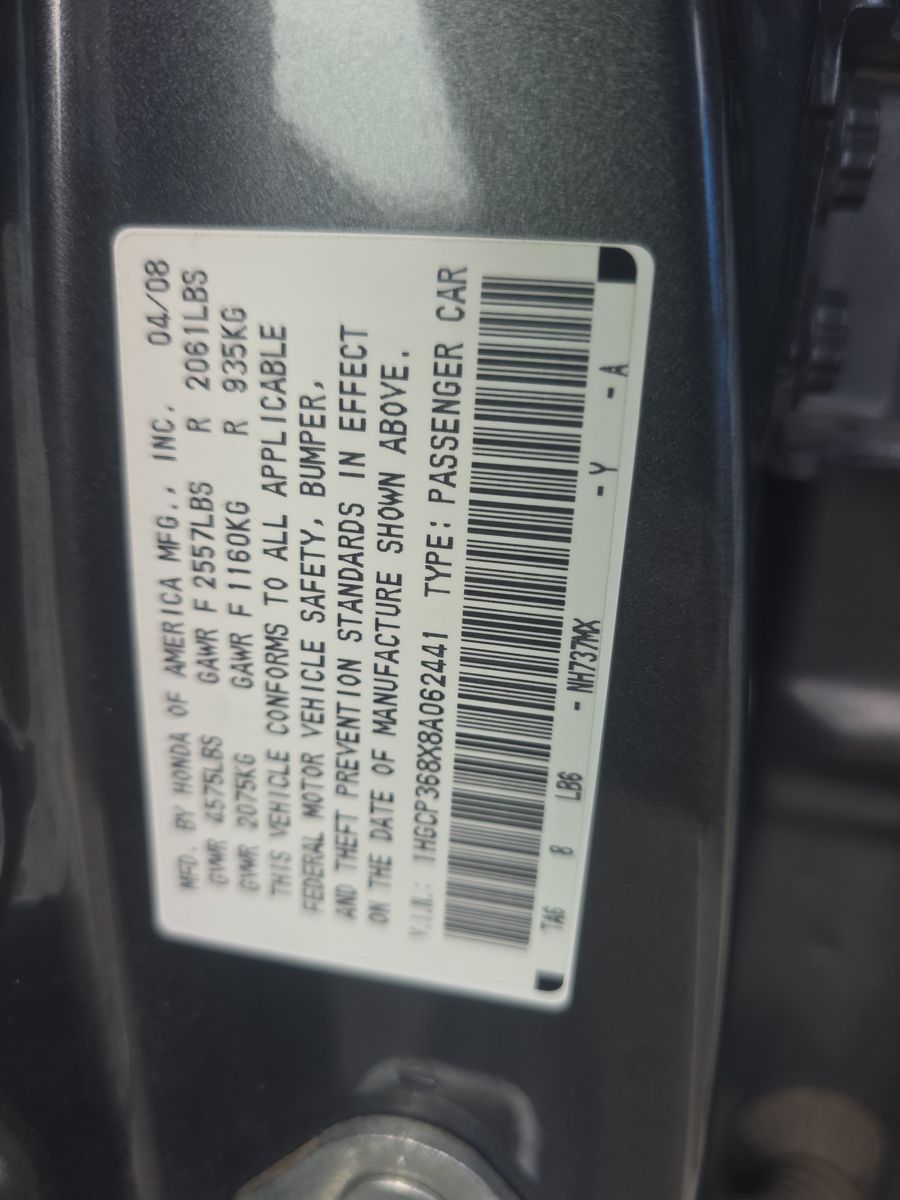 MFD. BY HONDA OF AMERICA MFG., INC. 04/08
GVWR 4575LBS GAWR F 2557LBS R 2061LBS
GVWR 2075KG GAWR F 1160KG R 935KG
THIS VEHICLE CONFORMS TO ALL APPLICABLE
FEDERAL MOTOR VEHICLE SAFETY, BUMPER,
AND THEFT PREVENTION STANDARDS IN EFFECT
ON THE DATE OF MANUFACTURE SHOWN ABOVE.
V.I.N.: 1HGCP368X8A062441 TYPE: PASSENGER CAR
TA6 B LB6 - NH737MX - Y - A